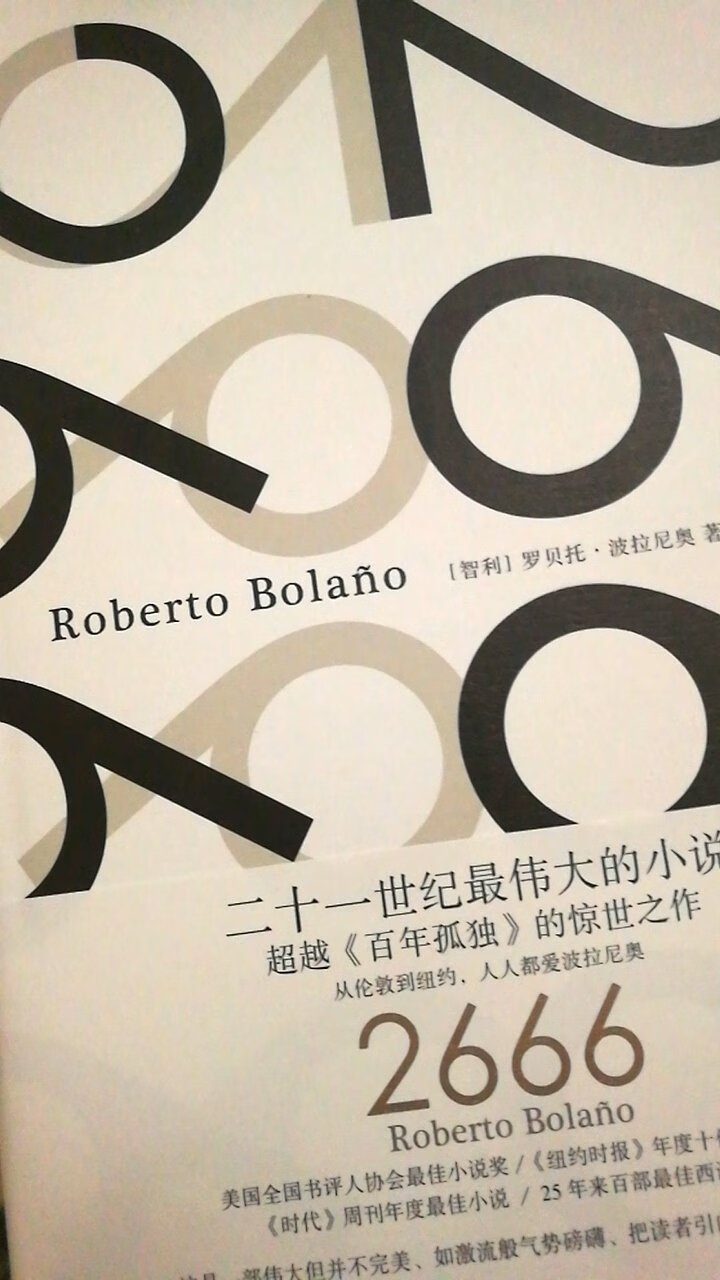 Roberto Bolaño
[智利] 罗贝托·波拉尼奥 著
二十一世纪最伟大的小说
超越《百年孤独》的惊世之作
从伦敦到纽约，人人都爱波拉尼奥
2666
Roberto Bolaño
美国全国书评人协会最佳小说奖 /《纽约时报》年度十
《时代》周刊年度最佳小说 / 25 年来百部最佳西
一部伟大但并不完美、如激流般气势磅礴、把读者引